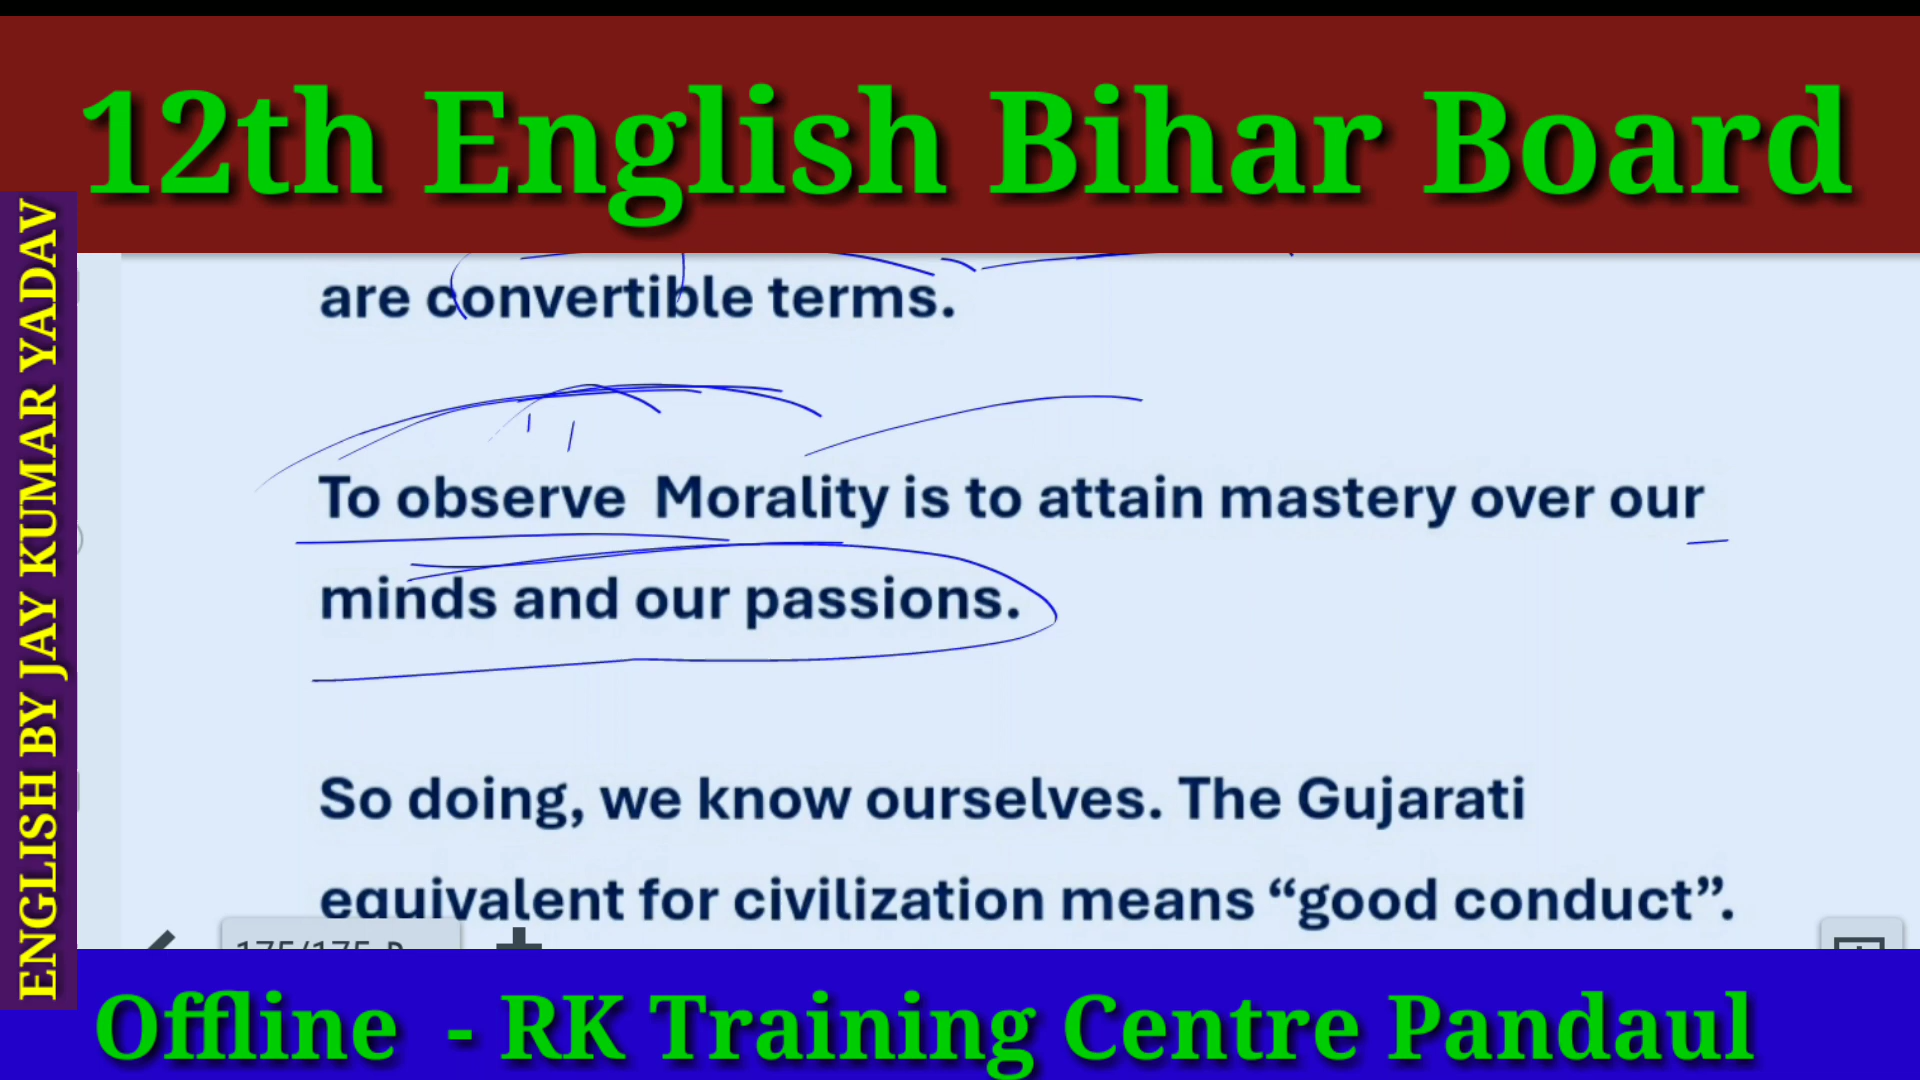 12th English Bihar Board
ENGLISH BY JAY KUMAR YADAV
are convertible terms.
To observe  Morality is to attain mastery over our
minds and our passions.
So doing, we know ourselves. The Gujarati
equivalent for civilization means “good conduct”.
175/175
Offline  - RK Training Centre Pandaul